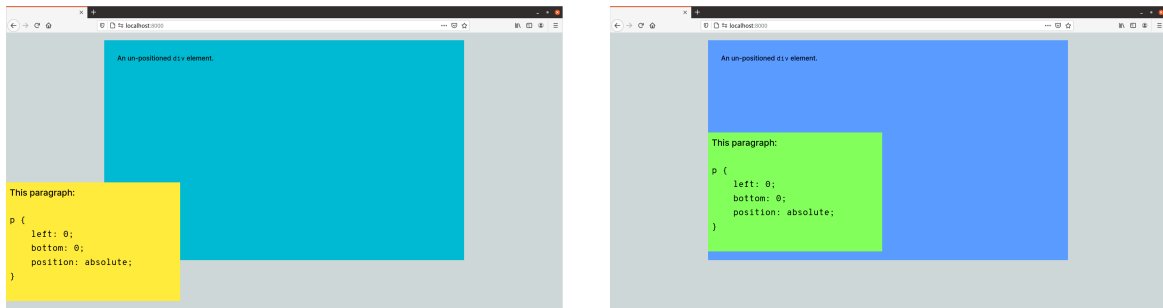 localhost:8000
An un-positioned div element.
This paragraph:
p {
    left: 0;
    bottom: 0;
    position: absolute;
}
localhost:8000
An un-positioned div element.
This paragraph:
p {
    left: 0;
    bottom: 0;
    position: absolute;
}